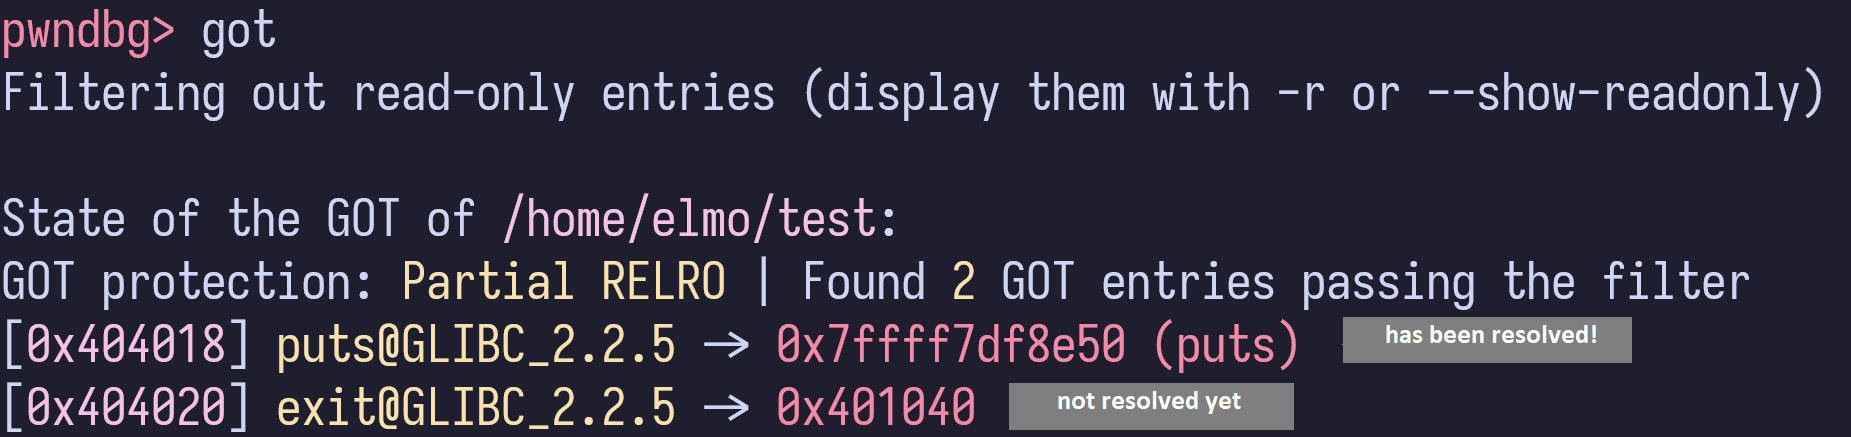 pwndbg> got
Filtering out read-only entries (display them with -r or --show-readonly)
State of the GOT of /home/elmo/test:
GOT protection: Partial RELRO | Found 2 GOT entries passing the filter
[0x404018] puts@GLIBC_2.2.5 → 0x7ffff7df8e50 (puts) has been resolved!
[0x404020] exit@GLIBC_2.2.5 → 0x401040 not resolved yet